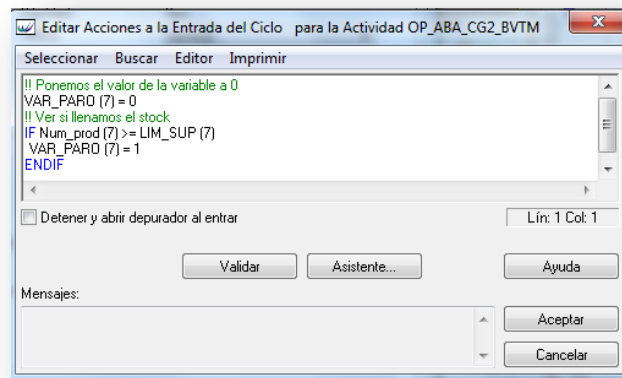 Editar Acciones a la Entrada del Ciclo para la Actividad OP_ABA_CG2_BVTM
Seleccionar Buscar Editor Imprimir
!! Ponemos el valor de la variable a 0
VAR_PARO (7) = 0
!! Ver si llenamos el stock
IF Num_prod (7) >= LIM_SUP (7)
VAR_PARO (7) = 1
ENDIF
Detener y abrir depurador al entrar
Lín: 1 Col: 1
Validar Asistente... Ayuda
Mensajes:
Aceptar
Cancelar